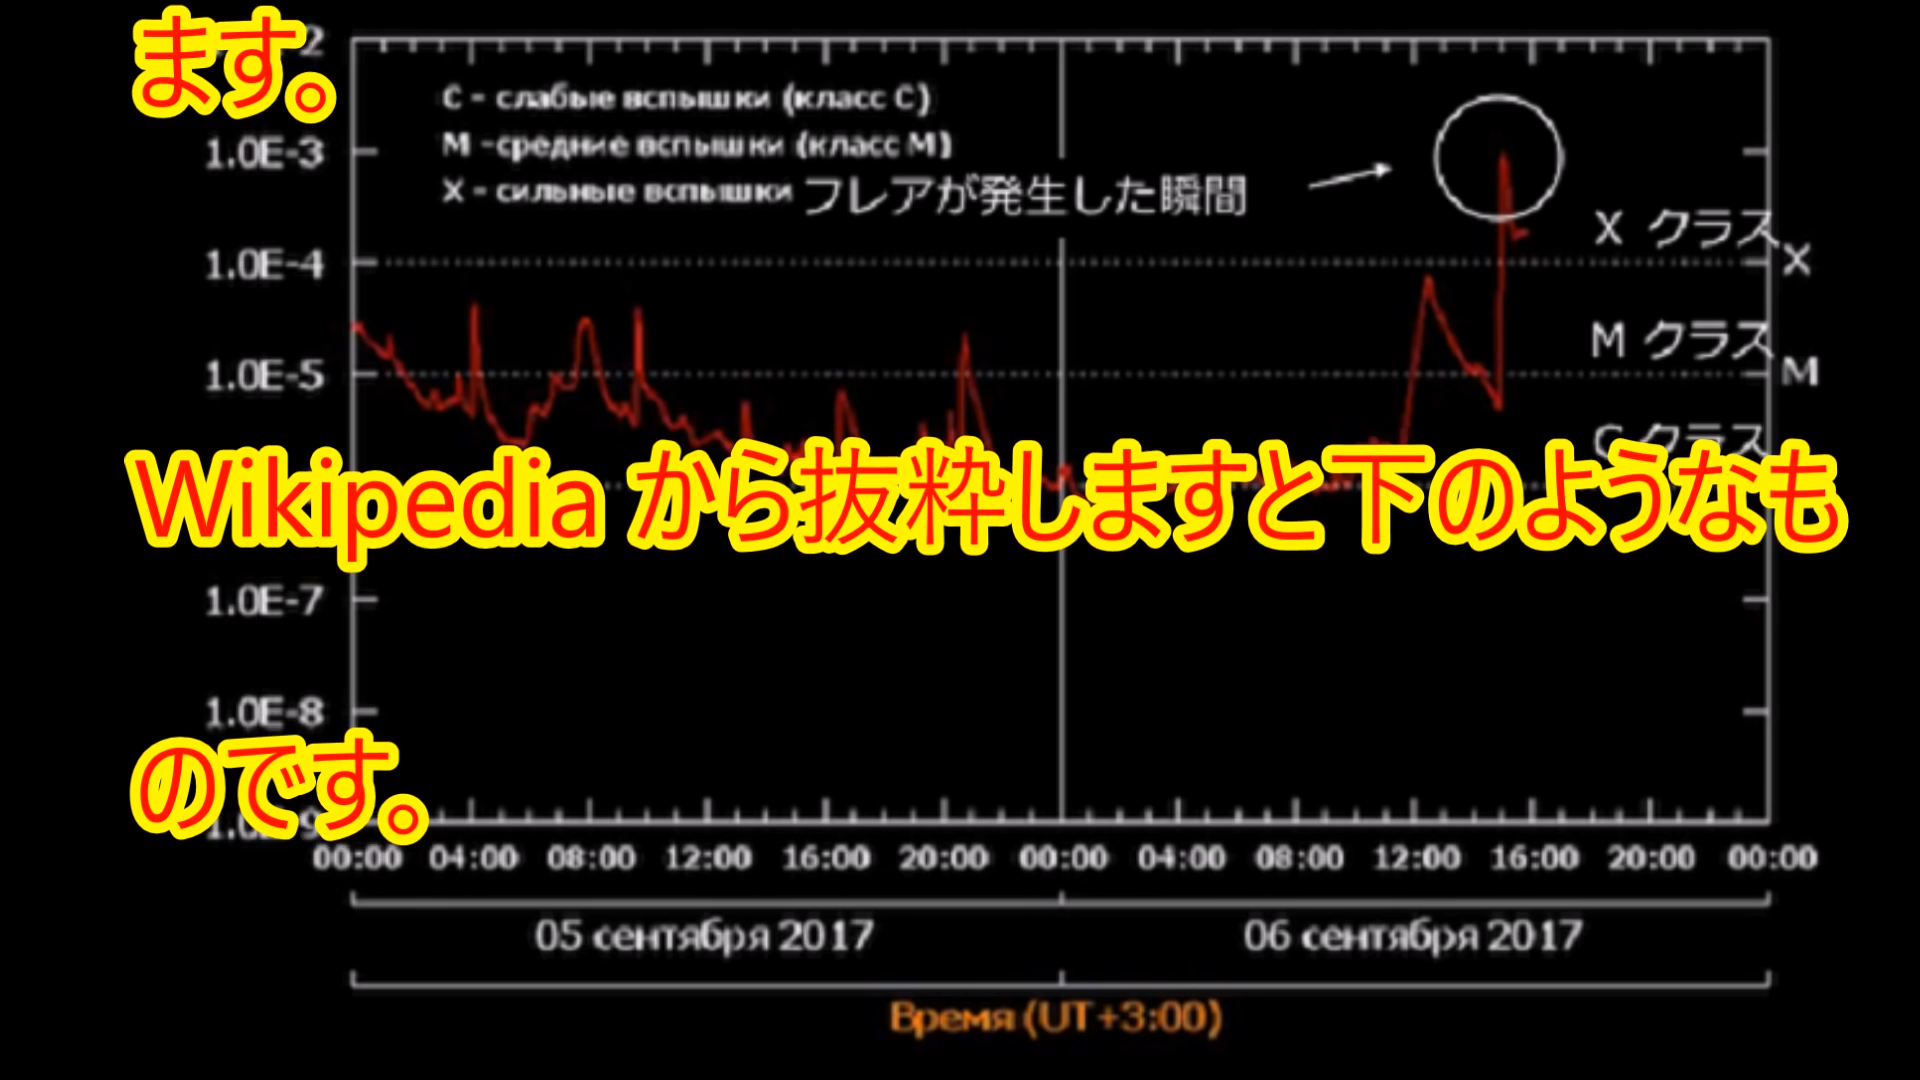 ます。
C - слабые вспышки (класс C)
M -средние вспышки (класс M)
X - сильные вспышки フレアが発生した瞬間
1.0E-3
X クラス
1.0E-4
X
M クラス
1.0E-5
M
C クラス
Wikipedia から抜粋しますと下のようなも
1.0E-7
1.0E-8
のです。
00:00 04:00 08:00 12:00 16:00 20:00 00:00 04:00 08:00 12:00 16:00 20:00 00:00
05 сентября 2017 06 сентября 2017
Время (UT+3:00)